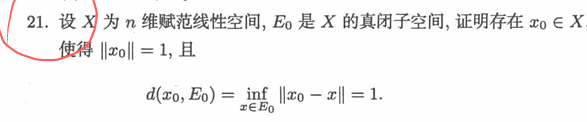 21. 设 X 为 n 维赋范线性空间, E₀ 是 X 的真闭子空间, 证明存在 x₀ ∈ X,
使得 ‖x₀‖ = 1, 且
d(x₀, E₀) = inf_{x∈E₀} ‖x₀ − x‖ = 1.